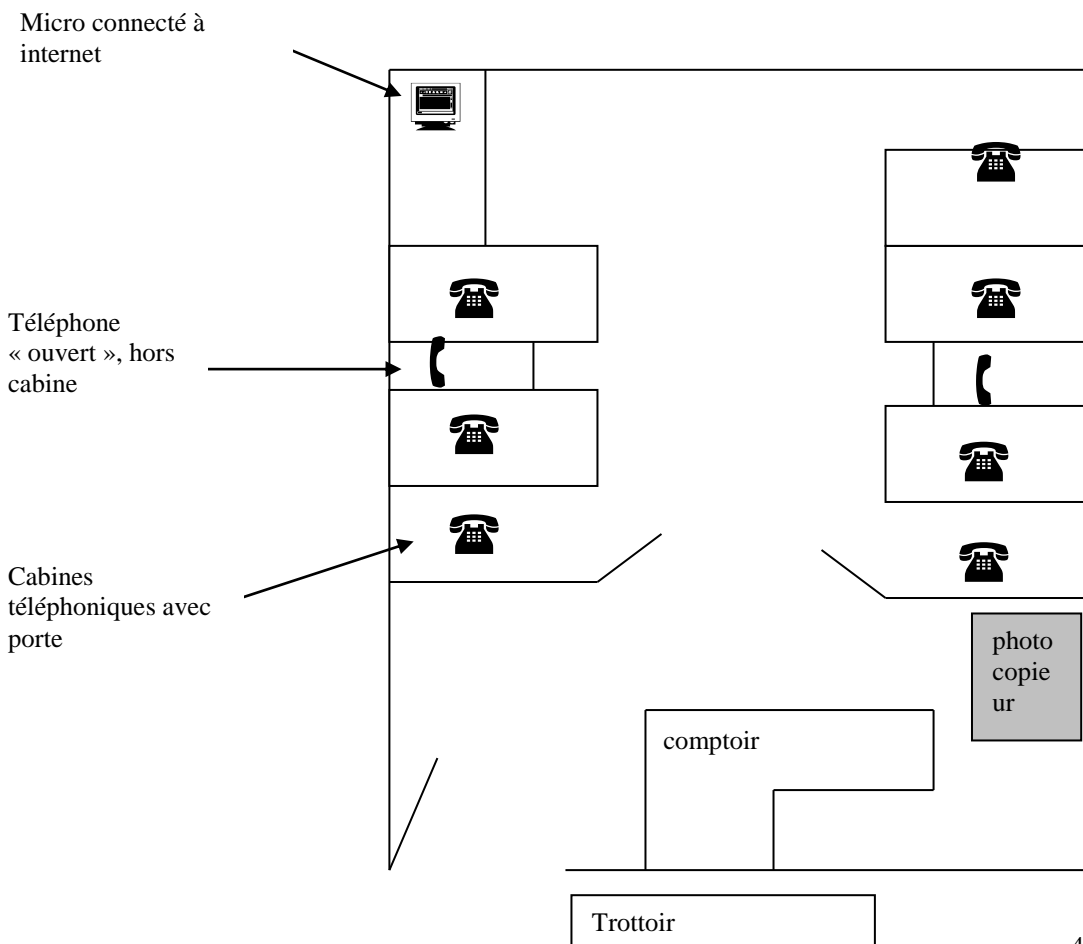 Micro connecté à
internet
Téléphone
« ouvert », hors
cabine
Cabines
téléphoniques avec
porte
photo
copie
ur
comptoir
Trottoir
4